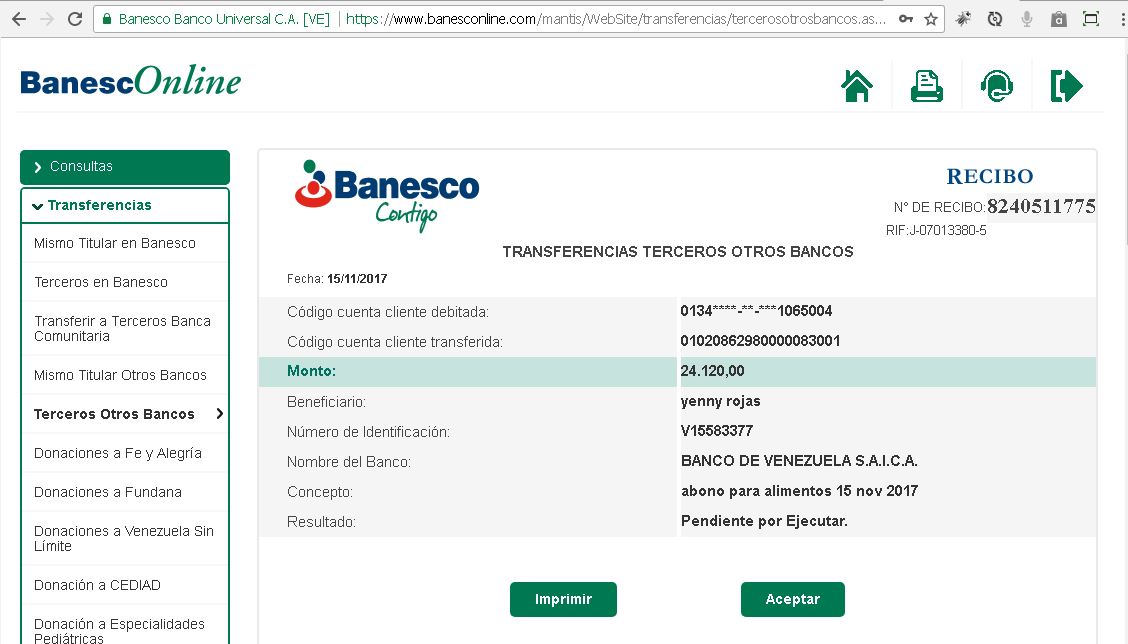 Banesco Banco Universal C.A. [VE] | https://www.banesconline.com/mantis/WebSite/transferencias/tercerosotrosbancos.as...
BanescOnline
Consultas
Transferencias
Mismo Titular en Banesco
Terceros en Banesco
Transferir a Terceros Banca
Comunitaria
Mismo Titular Otros Bancos
Terceros Otros Bancos
Donaciones a Fe y Alegría
Donaciones a Fundana
Donaciones a Venezuela Sin
Límite
Donación a CEDIAD
Donación a Especialidades
Pediátricas
Banesco
Contigo
RECIBO
N° DE RECIBO:8240511775
RIF:J-07013380-5
TRANSFERENCIAS TERCEROS OTROS BANCOS
Fecha: 15/11/2017
Código cuenta cliente debitada: 0134****-**-***1065004
Código cuenta cliente transferida: 01020862980000083001
Monto: 24.120,00
Beneficiario: yenny rojas
Número de Identificación: V15583377
Nombre del Banco: BANCO DE VENEZUELA S.A.I.C.A.
Concepto: abono para alimentos 15 nov 2017
Resultado: Pendiente por Ejecutar.
Imprimir Aceptar